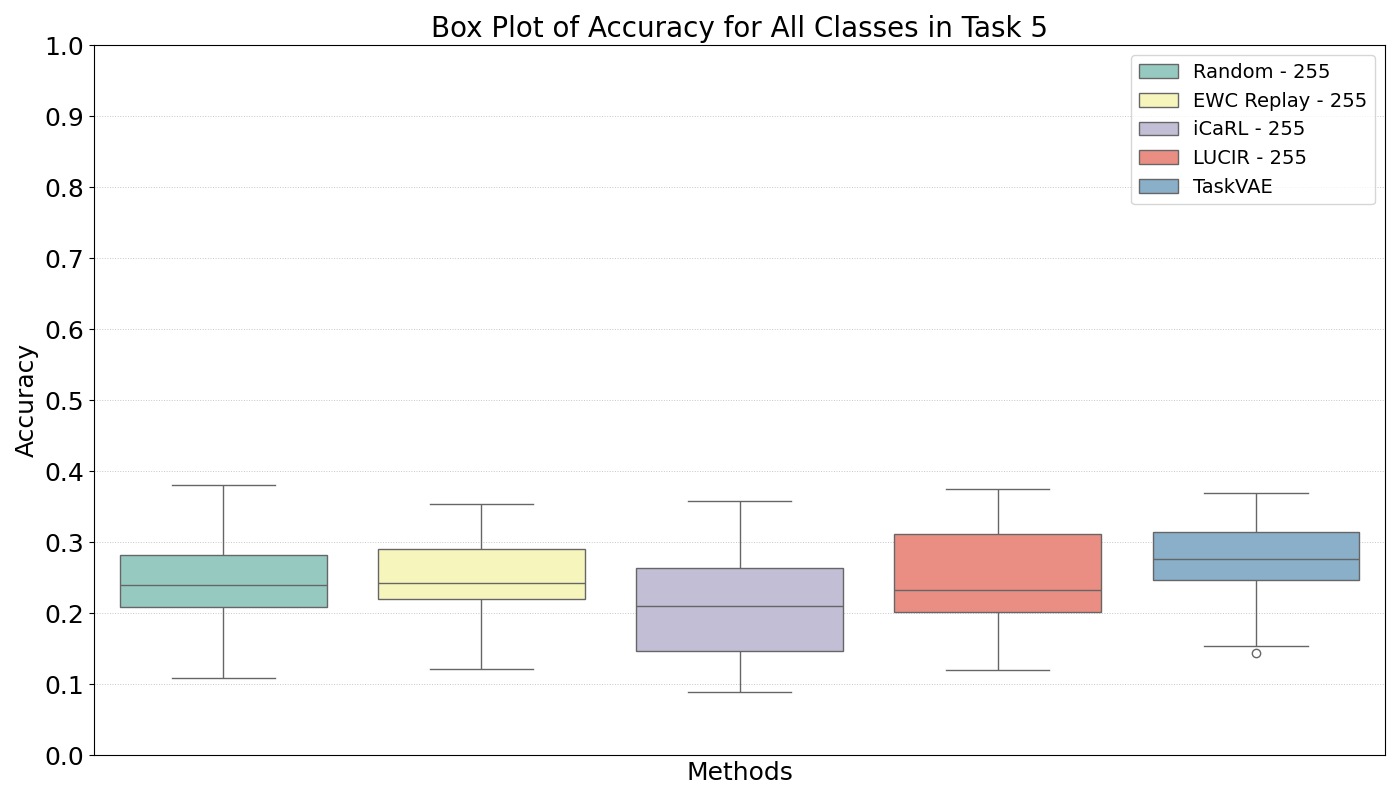 Box Plot of Accuracy for All Classes in Task 5
1.0
0.9
0.8
0.7
0.6
0.5
0.4
0.3
0.2
0.1
0.0
Accuracy
Methods
Random - 255
EWC Replay - 255
iCaRL - 255
LUCIR - 255
TaskVAE